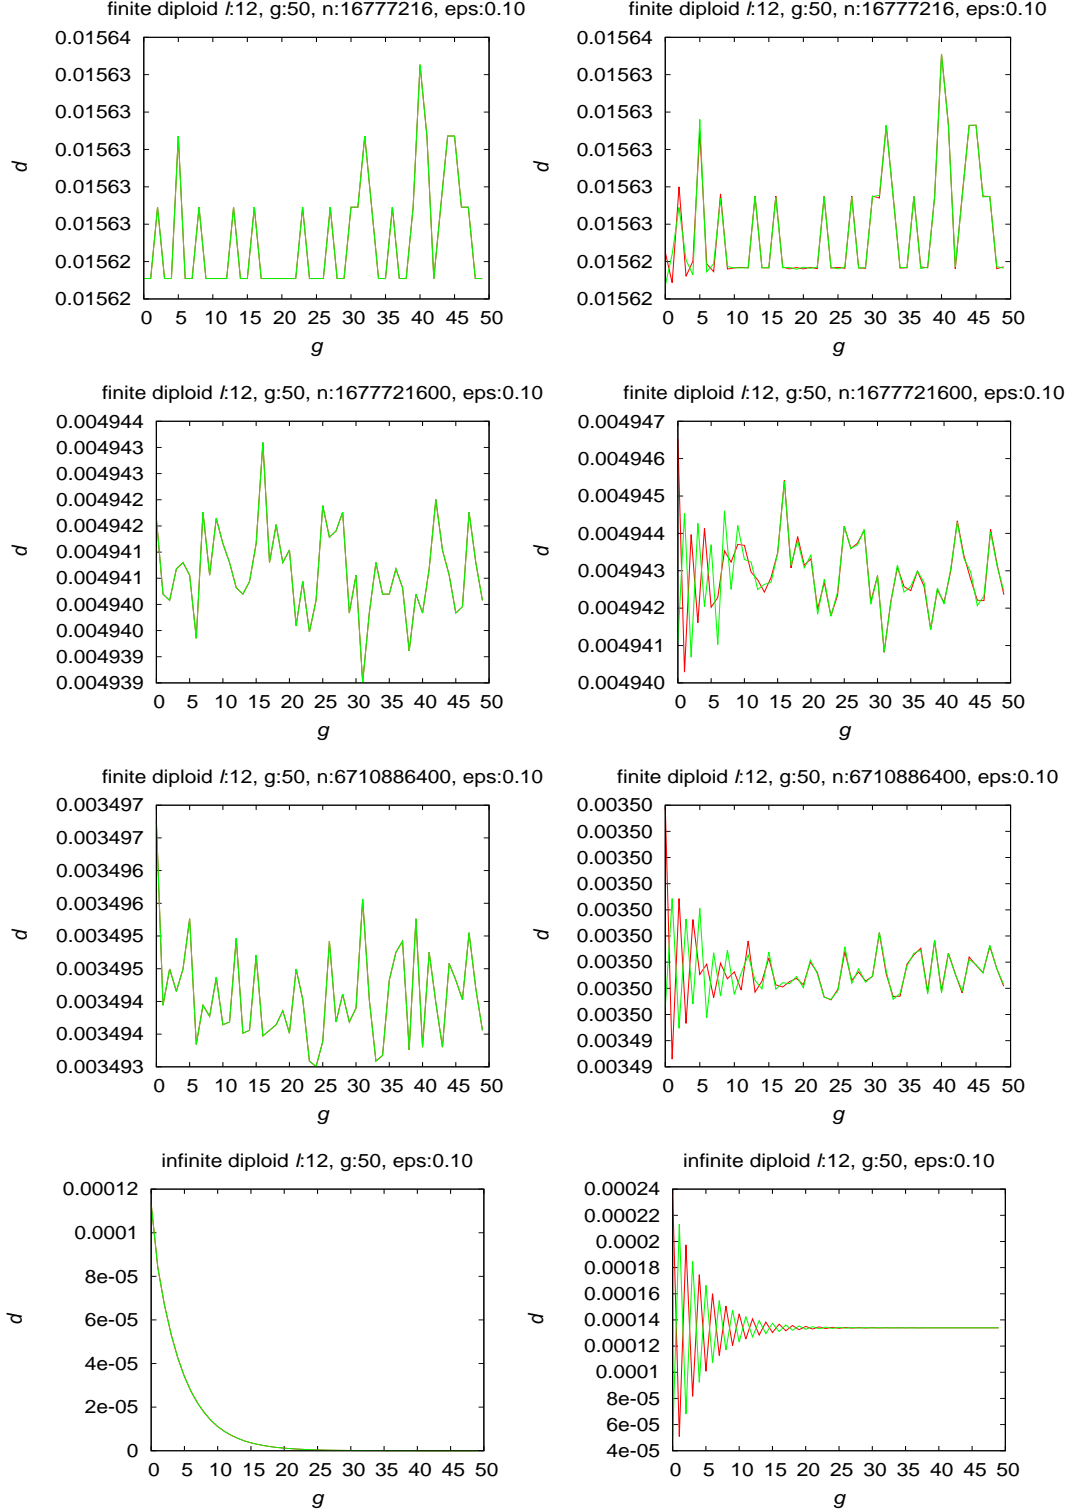 finite diploid l:12, g:50, n:16777216, eps:0.10
0.01564
0.01563
0.01563
0.01563
0.01563
0.01563
0.01562
0.01562
d
0 5 10 15 20 25 30 35 40 45 50
g
finite diploid l:12, g:50, n:16777216, eps:0.10
0.01564
0.01563
0.01563
0.01563
0.01563
0.01563
0.01562
0.01562
d
0 5 10 15 20 25 30 35 40 45 50
g
finite diploid l:12, g:50, n:1677721600, eps:0.10
0.004944
0.004943
0.004943
0.004942
0.004942
0.004941
0.004941
0.004940
0.004940
0.004939
0.004939
d
0 5 10 15 20 25 30 35 40 45 50
g
finite diploid l:12, g:50, n:1677721600, eps:0.10
0.004947
0.004946
0.004945
0.004944
0.004943
0.004942
0.004941
0.004940
d
0 5 10 15 20 25 30 35 40 45 50
g
finite diploid l:12, g:50, n:6710886400, eps:0.10
0.003497
0.003497
0.003496
0.003496
0.003495
0.003495
0.003494
0.003494
0.003493
d
0 5 10 15 20 25 30 35 40 45 50
g
finite diploid l:12, g:50, n:6710886400, eps:0.10
0.00350
0.00350
0.00350
0.00350
0.00350
0.00350
0.00350
0.00350
0.00350
0.00349
0.00349
d
0 5 10 15 20 25 30 35 40 45 50
g
infinite diploid l:12, g:50, eps:0.10
0.00012
0.0001
8e-05
6e-05
4e-05
2e-05
0
d
0 5 10 15 20 25 30 35 40 45 50
g
infinite diploid l:12, g:50, eps:0.10
0.00024
0.00022
0.0002
0.00018
0.00016
0.00014
0.00012
0.0001
8e-05
6e-05
4e-05
d
0 5 10 15 20 25 30 35 40 45 50
g